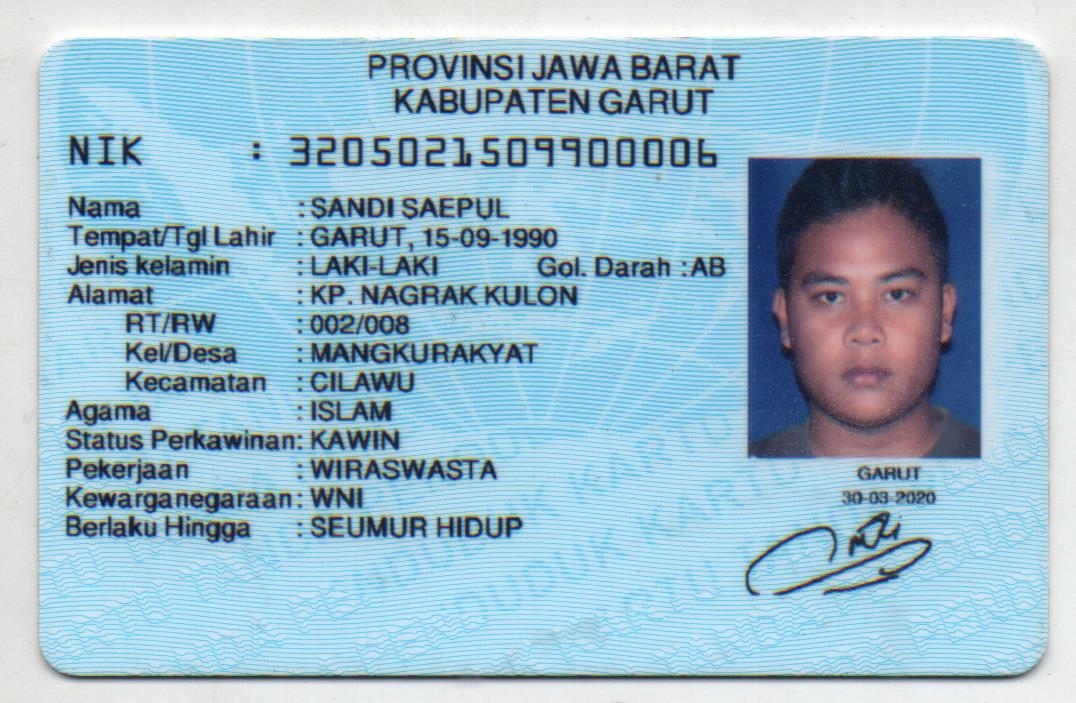 PROVINSI JAWA BARAT
KABUPATEN GARUT
NIK : 3205021509900006
Nama : SANDI SAEPUL
Tempat/Tgl Lahir : GARUT, 15-09-1990
Jenis kelamin : LAKI-LAKI Gol. Darah : AB
Alamat : KP. NAGRAK KULON
RT/RW : 002/008
Kel/Desa : MANGKURAKYAT
Kecamatan : CILAWU
Agama : ISLAM
Status Perkawinan: KAWIN
Pekerjaan : WIRASWASTA
Kewarganegaraan: WNI
Berlaku Hingga : SEUMUR HIDUP
GARUT
30-03-2020